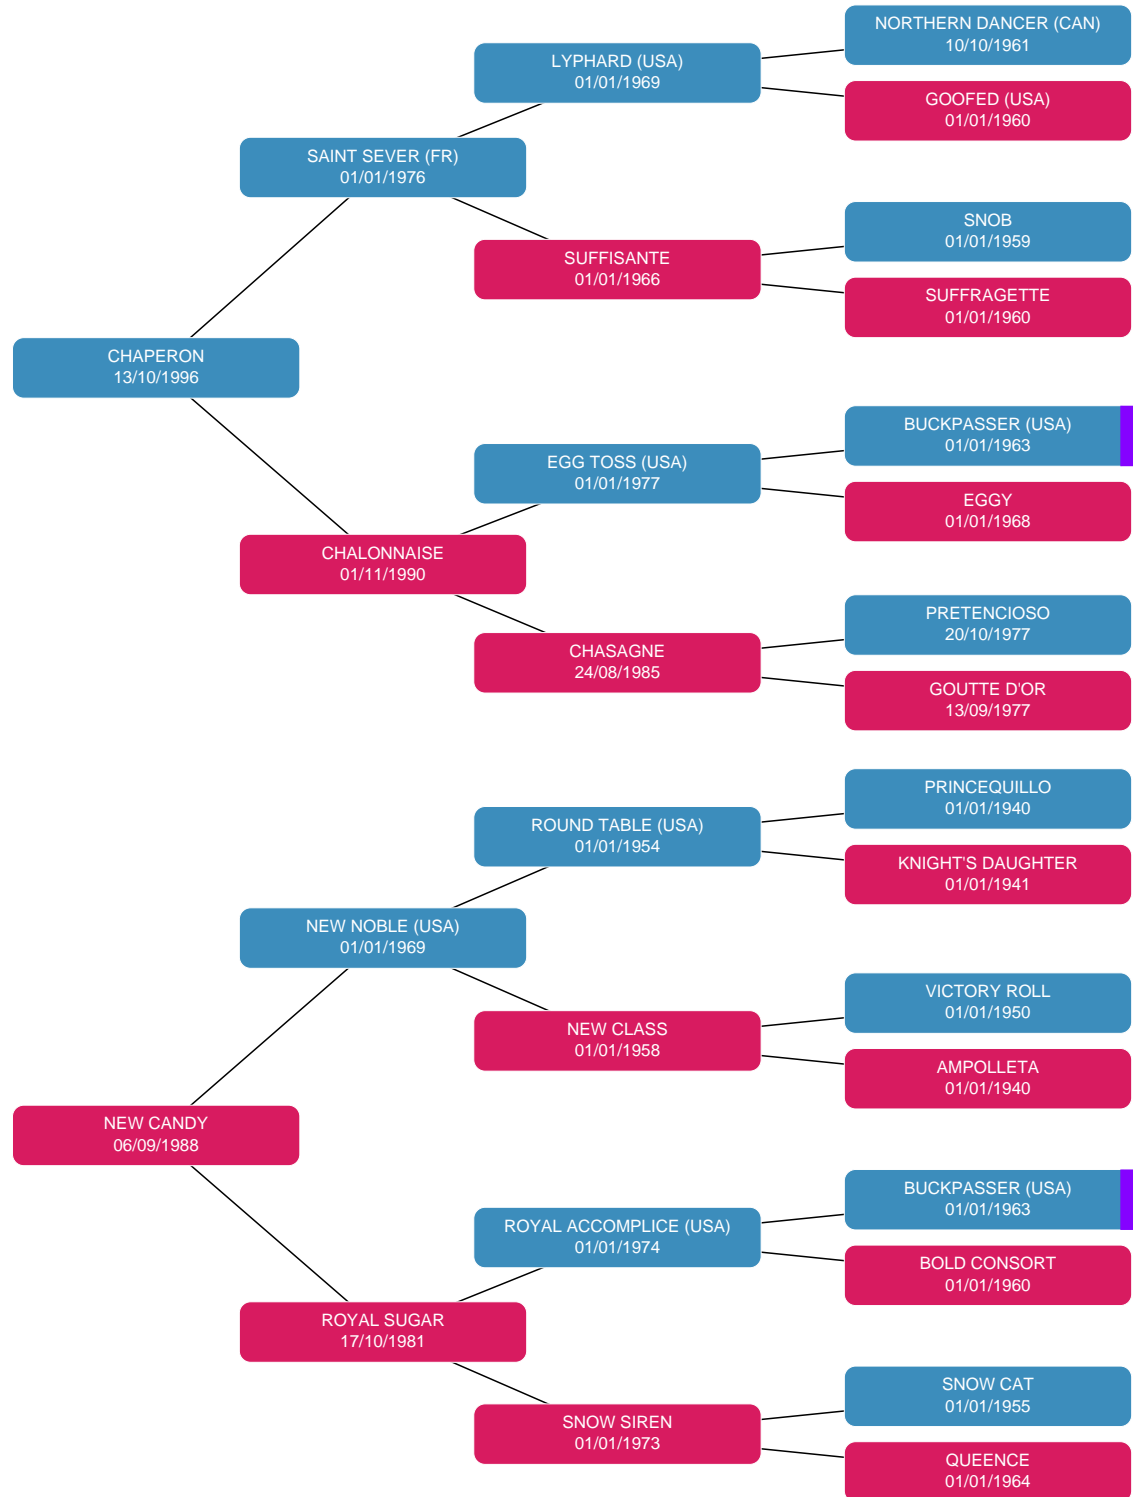 NORTHERN DANCER (CAN)
10/10/1961
LYPHARD (USA)
01/01/1969
GOOFED (USA)
01/01/1960
SAINT SEVER (FR)
01/01/1976
SNOB
01/01/1959
SUFFISANTE
01/01/1966
SUFFRAGETTE
01/01/1960
CHAPERON
13/10/1996
BUCKPASSER (USA)
01/01/1963
EGG TOSS (USA)
01/01/1977
EGGY
01/01/1968
CHALONNAISE
01/11/1990
PRETENCIOSO
20/10/1977
CHASAGNE
24/08/1985
GOUTTE D'OR
13/09/1977
PRINCEQUILLO
01/01/1940
ROUND TABLE (USA)
01/01/1954
KNIGHT'S DAUGHTER
01/01/1941
NEW NOBLE (USA)
01/01/1969
VICTORY ROLL
01/01/1950
NEW CLASS
01/01/1958
AMPOLLETA
01/01/1940
NEW CANDY
06/09/1988
BUCKPASSER (USA)
01/01/1963
ROYAL ACCOMPLICE (USA)
01/01/1974
BOLD CONSORT
01/01/1960
ROYAL SUGAR
17/10/1981
SNOW CAT
01/01/1955
SNOW SIREN
01/01/1973
QUEENCE
01/01/1964